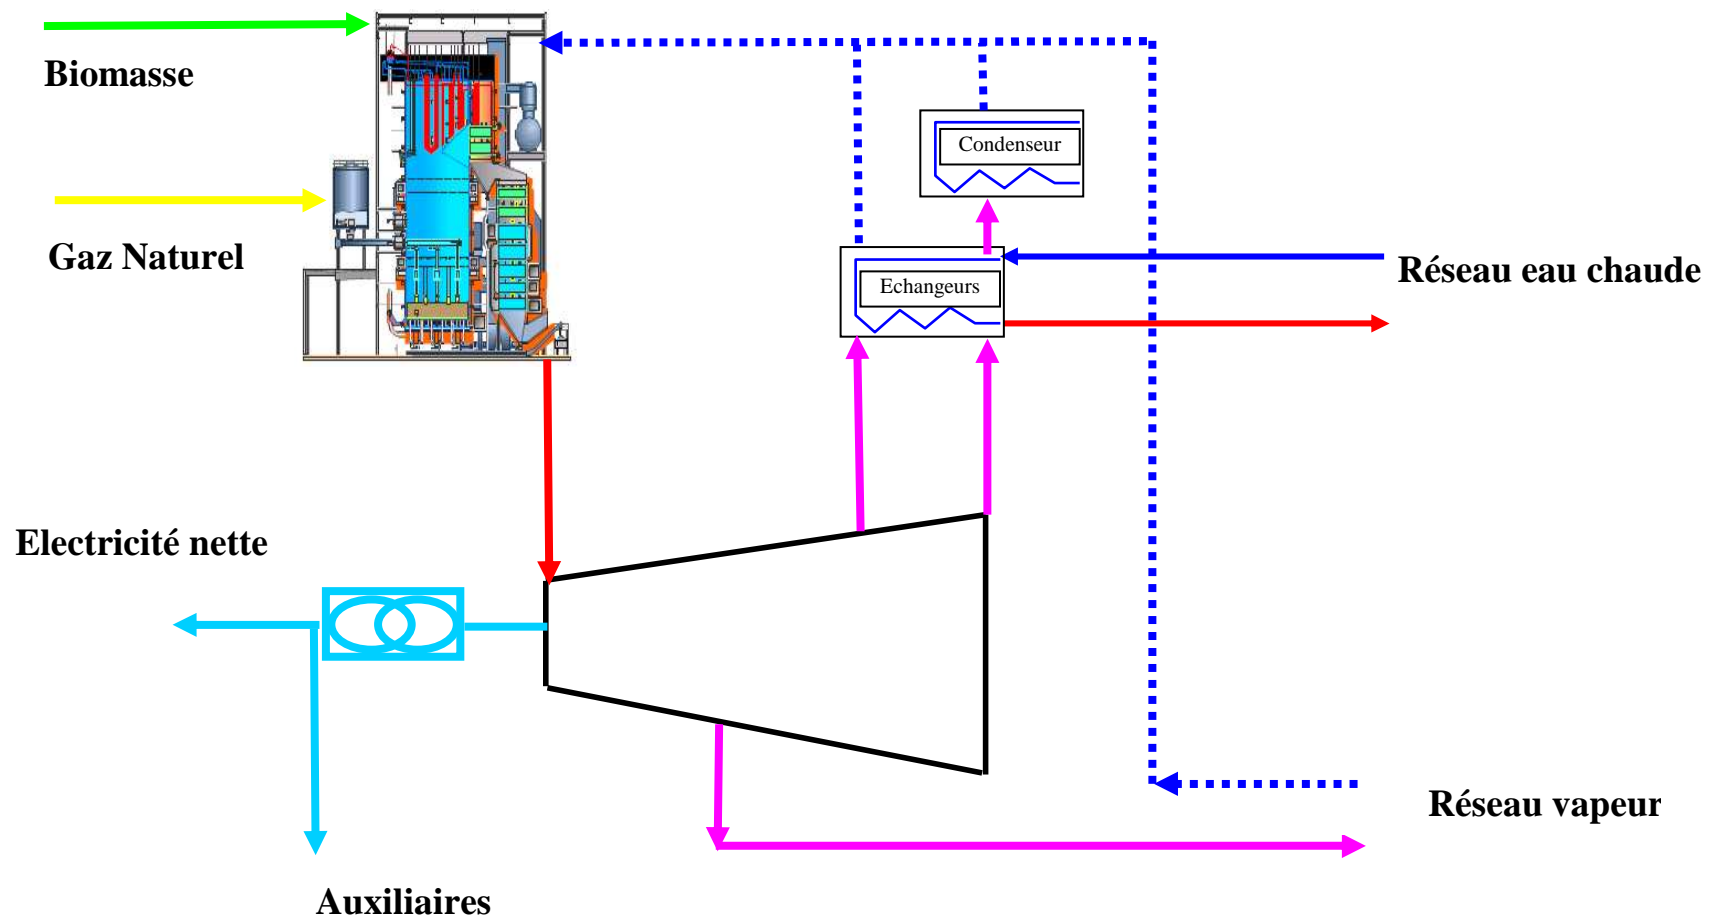 Biomasse
Condenseur
Gaz Naturel
Réseau eau chaude
Echangeurs
Electricité nette
Réseau vapeur
Auxiliaires